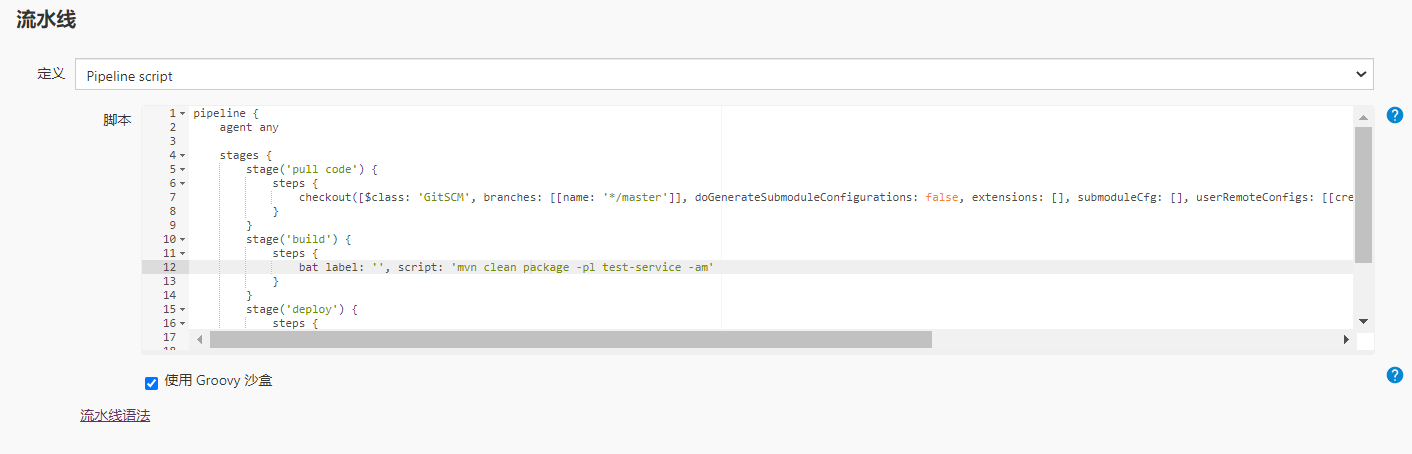 流水线
定义
Pipeline script
脚本
1 pipeline {
2 agent any
3
4 stages {
5 stage('pull code') {
6 steps {
7 checkout([$class: 'GitSCM', branches: [[name: '*/master']], doGenerateSubmoduleConfigurations: false, extensions: [], submoduleCfg: [], userRemoteConfigs: [[cre
8 }
9 }
10 stage('build') {
11 steps {
12 bat label: '', script: 'mvn clean package -pl test-service -am'
13 }
14 }
15 stage('deploy') {
16 steps {
17
使用 Groovy 沙盒
流水线语法